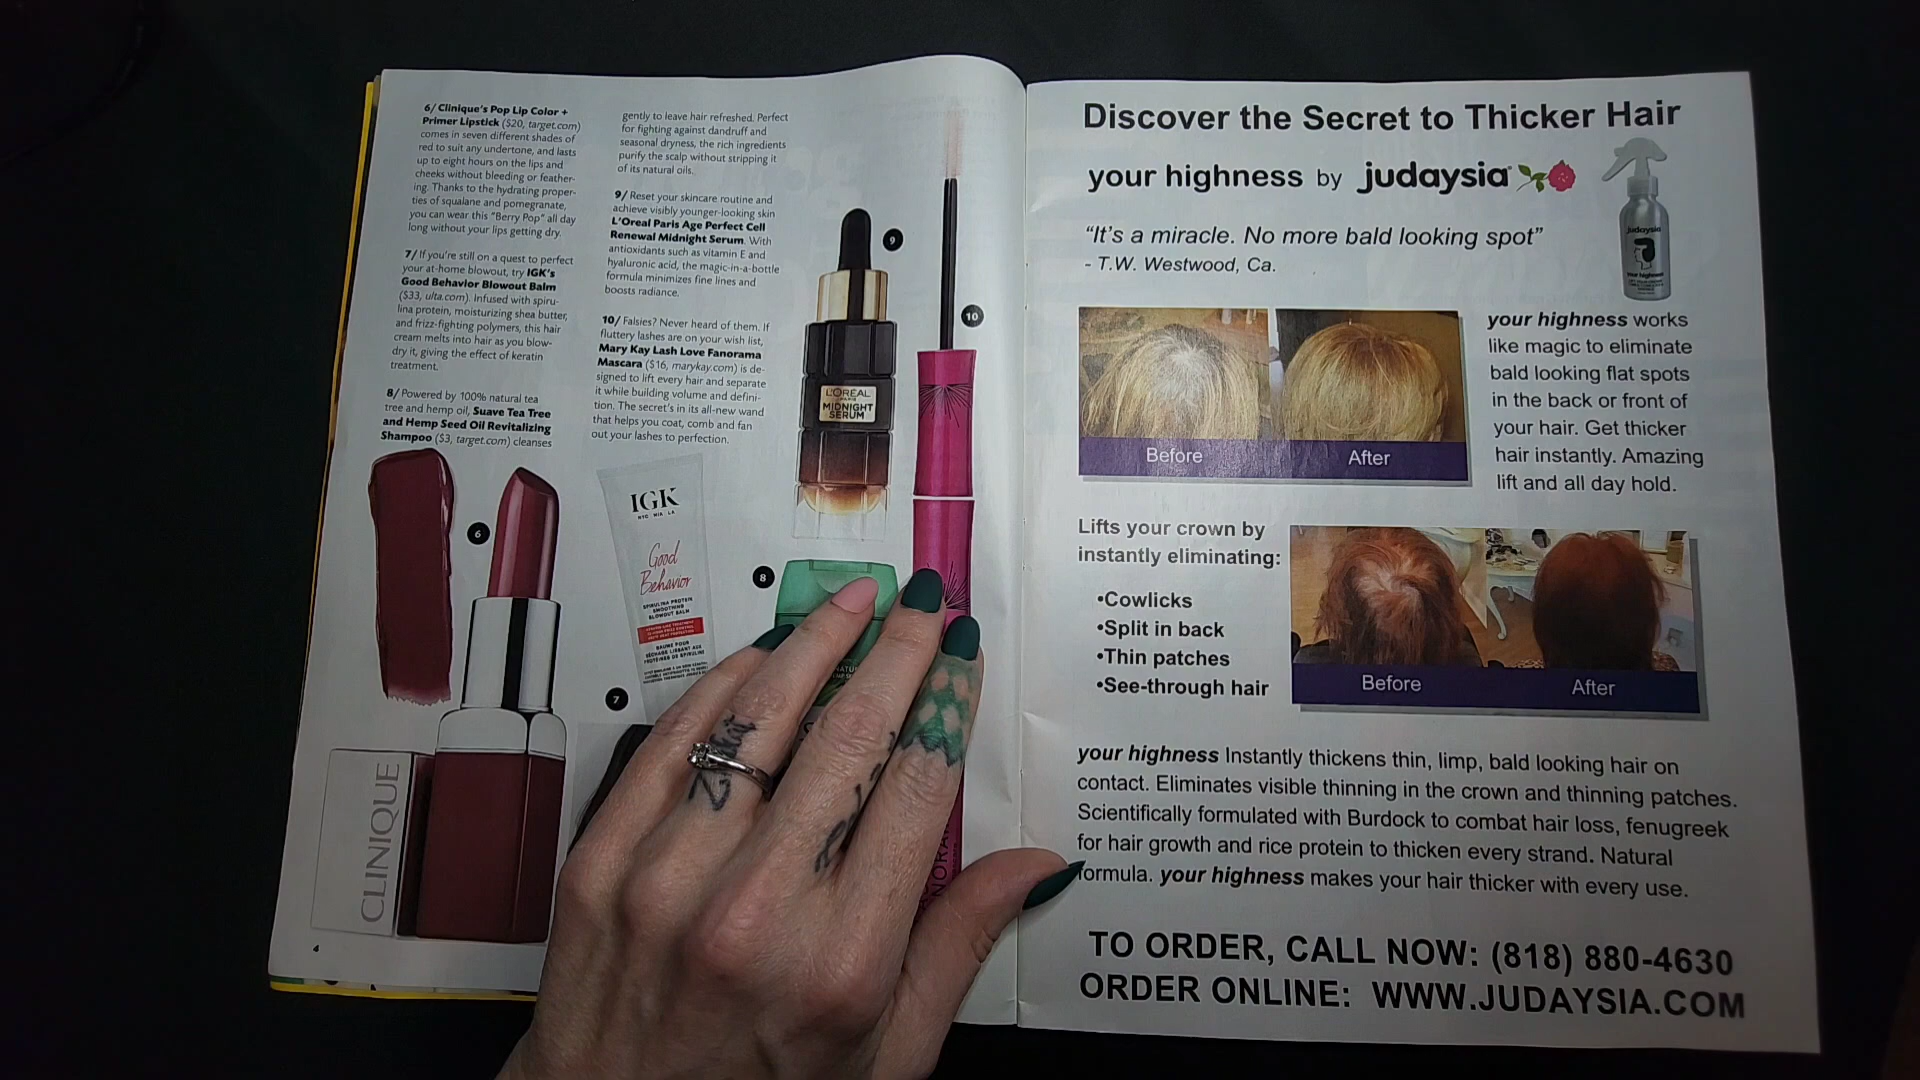 6/ Clinique's Pop Lip Color +
Primer Lipstick ($20, target.com)
comes in seven different shades of
red to suit any undertone, and lasts
up to eight hours on the lips and
cheeks without bleeding or feather-
ing. Thanks to the hydrating proper-
ties of squalane and pomegranate,
you can wear this "Berry Pop" all day
long without your lips getting dry.
7/ If you're still on a quest to perfect
your at-home blowout, try IGK's
Good Behavior Blowout Balm
($33, ulta.com). Infused with spiru-
lina protein, moisturizing shea butter,
and frizz-fighting polymers, this hair
cream melts into hair as you blow-
dry it, giving the effect of keratin
treatment.
8/ Powered by 100% natural tea
tree and hemp oil, Suave Tea Tree
and Hemp Seed Oil Revitalizing
Shampoo ($3, target.com) cleanses
gently to leave hair refreshed. Perfect
for fighting against dandruff and
seasonal dryness, the rich ingredients
purify the scalp without stripping it
of its natural oils.
9/ Reset your skincare routine and
achieve visibly younger-looking skin
L'Oreal Paris Age Perfect Cell
Renewal Midnight Serum. With
antioxidants such as vitamin E and
hyaluronic acid, the magic-in-a-bottle
formula minimizes fine lines and
boosts radiance.
10/ Falsies? Never heard of them. If
fluttery lashes are on your wish list,
Mary Kay Lash Love Fanorama
Mascara ($16, marykay.com) is de-
signed to lift every hair and separate
it while building volume and defini-
tion. The secret's in its all-new wand
that helps you coat, comb and fan
out your lashes to perfection.
9
10
L'ORÉAL
PARIS
MIDNIGHT
SERUM
6
IGK
NYC MIA LA
Good
Behavior
SPIRULINA PROTEIN
SMOOTHING
BLOWOUT BALM
8
7
CLINIQUE
4
Discover the Secret to Thicker Hair
your highness by judaysia
"It's a miracle. No more bald looking spot"
- T.W. Westwood, Ca.
judaysia
your highness
Before
After
your highness works
like magic to eliminate
bald looking flat spots
in the back or front of
your hair. Get thicker
hair instantly. Amazing
lift and all day hold.
Lifts your crown by
instantly eliminating:
•Cowlicks
•Split in back
•Thin patches
•See-through hair
Before
After
your highness Instantly thickens thin, limp, bald looking hair on
contact. Eliminates visible thinning in the crown and thinning patches.
Scientifically formulated with Burdock to combat hair loss, fenugreek
for hair growth and rice protein to thicken every strand. Natural
formula. your highness makes your hair thicker with every use.
TO ORDER, CALL NOW: (818) 880-4630
ORDER ONLINE: WWW.JUDAYSIA.COM